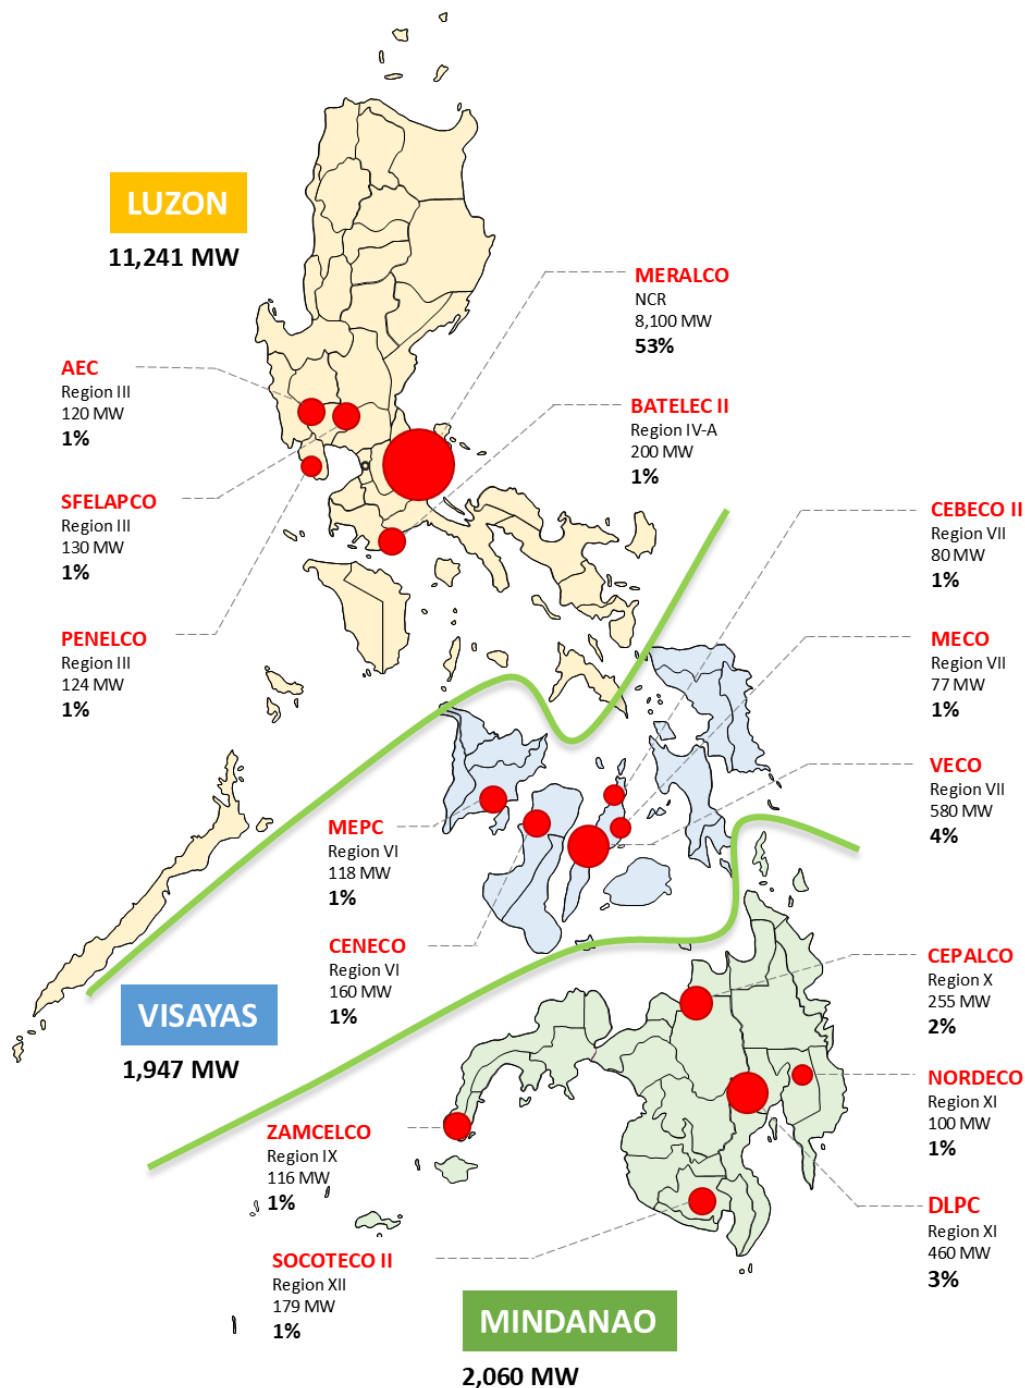 LUZON
11,241 MW
MERALCO
NCR
8,100 MW
53%
AEC
Region III
120 MW
1%
BATELEC II
Region IV-A
200 MW
1%
SFELAPCO
Region III
130 MW
1%
CEBECO II
Region VII
80 MW
1%
PENELCO
Region III
124 MW
1%
MECO
Region VII
77 MW
1%
VECO
Region VII
580 MW
4%
MEPC
Region VI
118 MW
1%
CENECO
Region VI
160 MW
1%
VISAYAS
1,947 MW
CEPALCO
Region X
255 MW
2%
NORDECO
Region XI
100 MW
1%
ZAMCELCO
Region IX
116 MW
1%
DLPC
Region XI
460 MW
3%
SOCOTECO II
Region XII
179 MW
1%
MINDANAO
2,060 MW